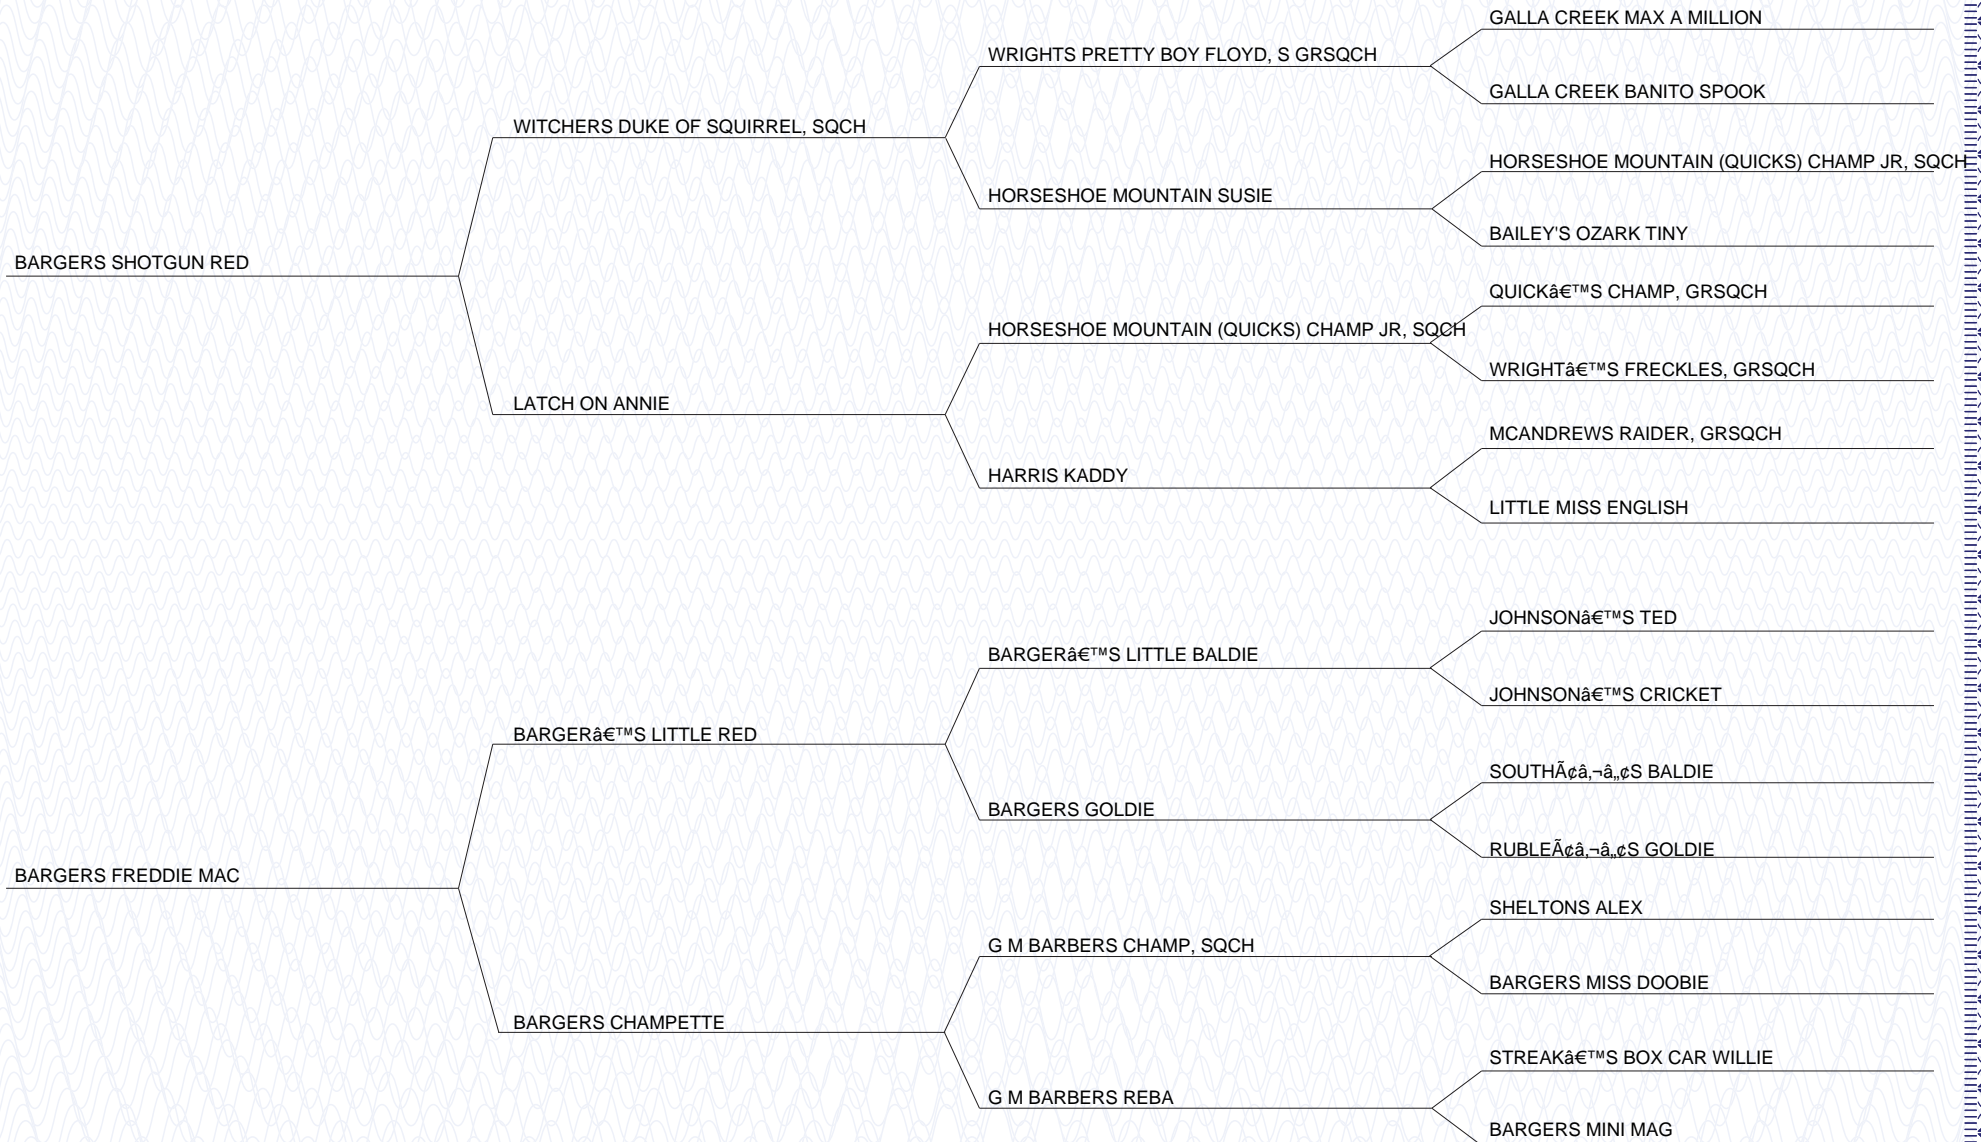 GALLA CREEK MAX A MILLION
WRIGHTS PRETTY BOY FLOYD, S GRSQCH
GALLA CREEK BANITO SPOOK
WITCHERS DUKE OF SQUIRREL, SQCH
HORSESHOE MOUNTAIN (QUICKS) CHAMP JR, SQCH
HORSESHOE MOUNTAIN SUSIE
BAILEY'S OZARK TINY
BARGERS SHOTGUN RED
QUICKâ€™S CHAMP, GRSQCH
HORSESHOE MOUNTAIN (QUICKS) CHAMP JR, SQCH
WRIGHTâ€™S FRECKLES, GRSQCH
LATCH ON ANNIE
MCANDREWS RAIDER, GRSQCH
HARRIS KADDY
LITTLE MISS ENGLISH
JOHNSONâ€™S TED
BARGERâ€™S LITTLE BALDIE
JOHNSONâ€™S CRICKET
BARGERâ€™S LITTLE RED
SOUTHÃ¢â‚¬â„¢S BALDIE
BARGERS GOLDIE
RUBLEÃ¢â‚¬â„¢S GOLDIE
BARGERS FREDDIE MAC
SHELTONS ALEX
G M BARBERS CHAMP, SQCH
BARGERS MISS DOOBIE
BARGERS CHAMPETTE
STREAKâ€™S BOX CAR WILLIE
G M BARBERS REBA
BARGERS MINI MAG